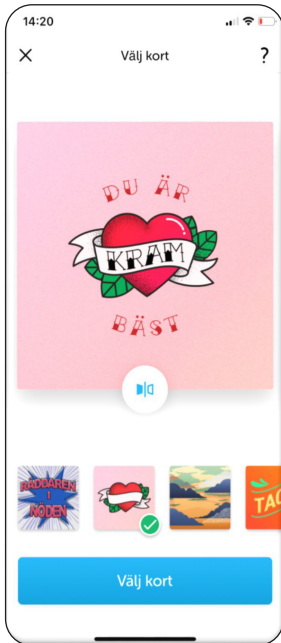 14:20
Välj kort
?
DU ÄR
KRAM
BÄST
RÄDDAREN
I
NÖDEN
TAC
Välj kort